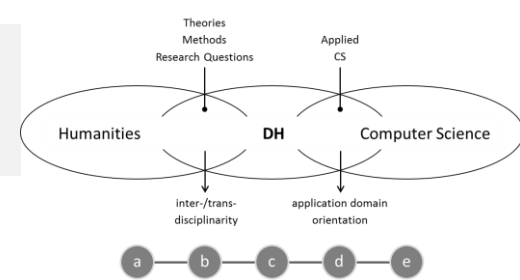 Theories
Methods
Research Questions
Applied
CS
Humanities
DH
Computer Science
inter-/trans-
disciplinarity
application domain
orientation
a
b
c
d
e